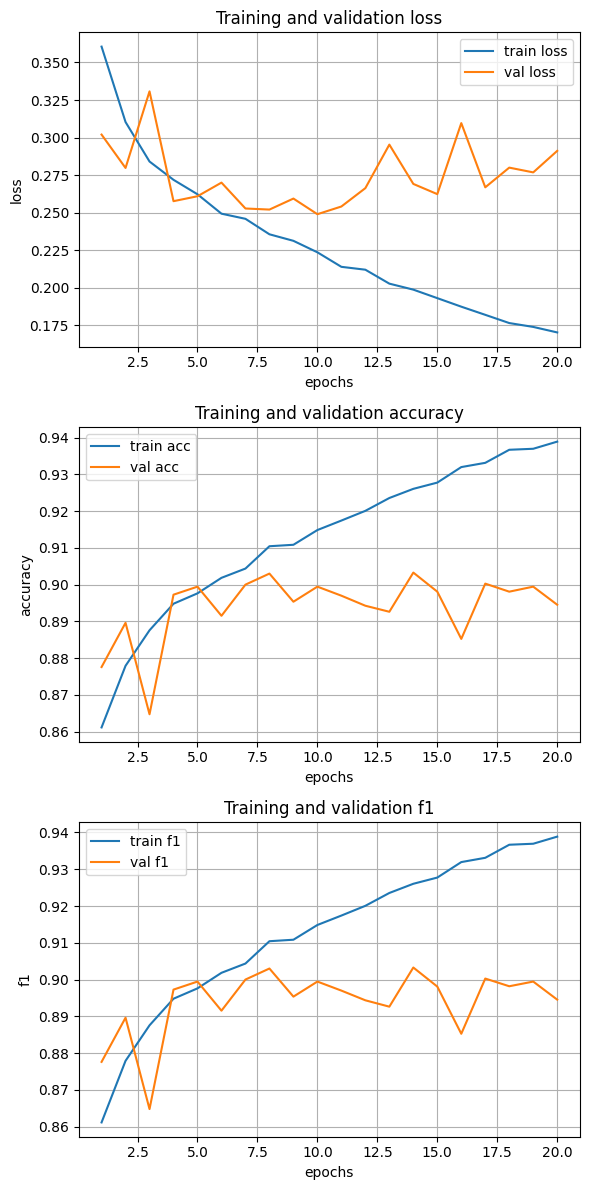 Training and validation loss
train loss
val loss
0.350
0.325
0.300
0.275
0.250
0.225
0.200
0.175
loss
2.5 5.0 7.5 10.0 12.5 15.0 17.5 20.0
epochs
Training and validation accuracy
train acc
val acc
0.94
0.93
0.92
0.91
0.90
0.89
0.88
0.87
0.86
accuracy
2.5 5.0 7.5 10.0 12.5 15.0 17.5 20.0
epochs
Training and validation f1
train f1
val f1
0.94
0.93
0.92
0.91
0.90
0.89
0.88
0.87
0.86
f1
2.5 5.0 7.5 10.0 12.5 15.0 17.5 20.0
epochs